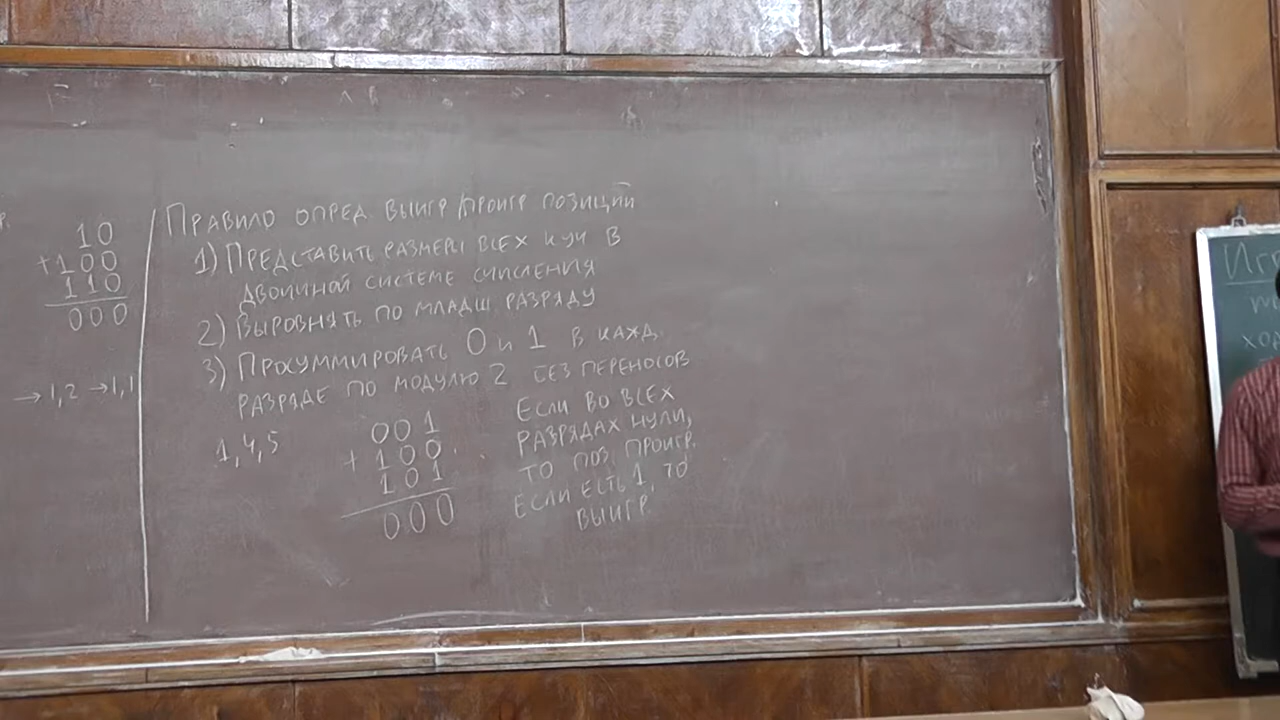 10
+100
110
000
→ 1,2 → 1,1
Правило опред. выигр/проигр позиций
1) Представить размеры всех куч в
двоичной системе счисления
2) Выровнять по младш. разряду
3) Просуммировать 0 и 1 в кажд.
разряде по модулю 2 без переносов
1,4,5
001
+100
101
000
Если во всех
разрядах нули,
то поз. проигр.
Если есть 1, то
выигр.